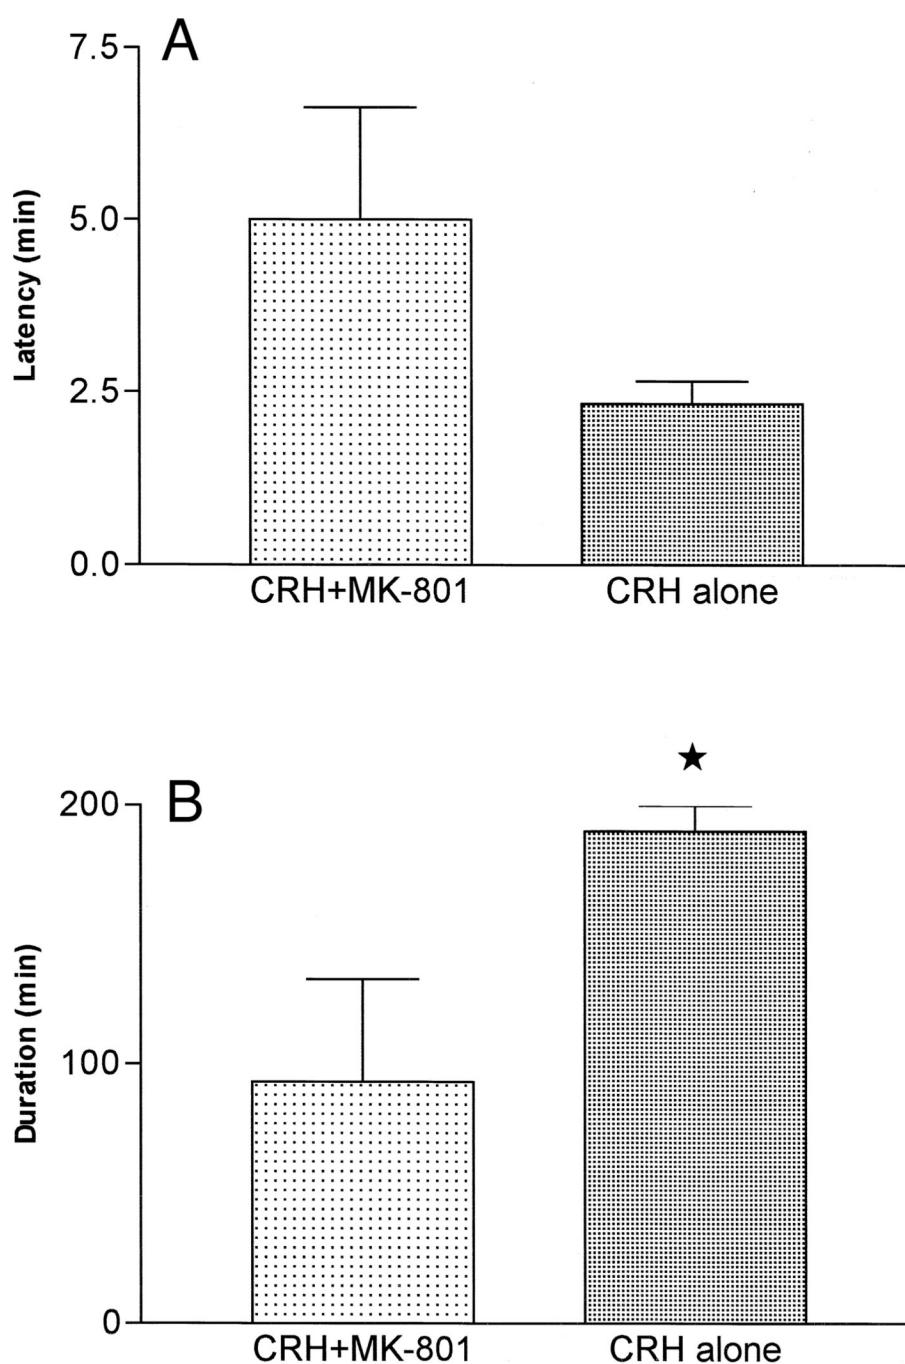 A
7.5
5.0
2.5
0.0
Latency (min)
CRH+MK-801 CRH alone
B
★
200
100
0
Duration (min)
CRH+MK-801 CRH alone